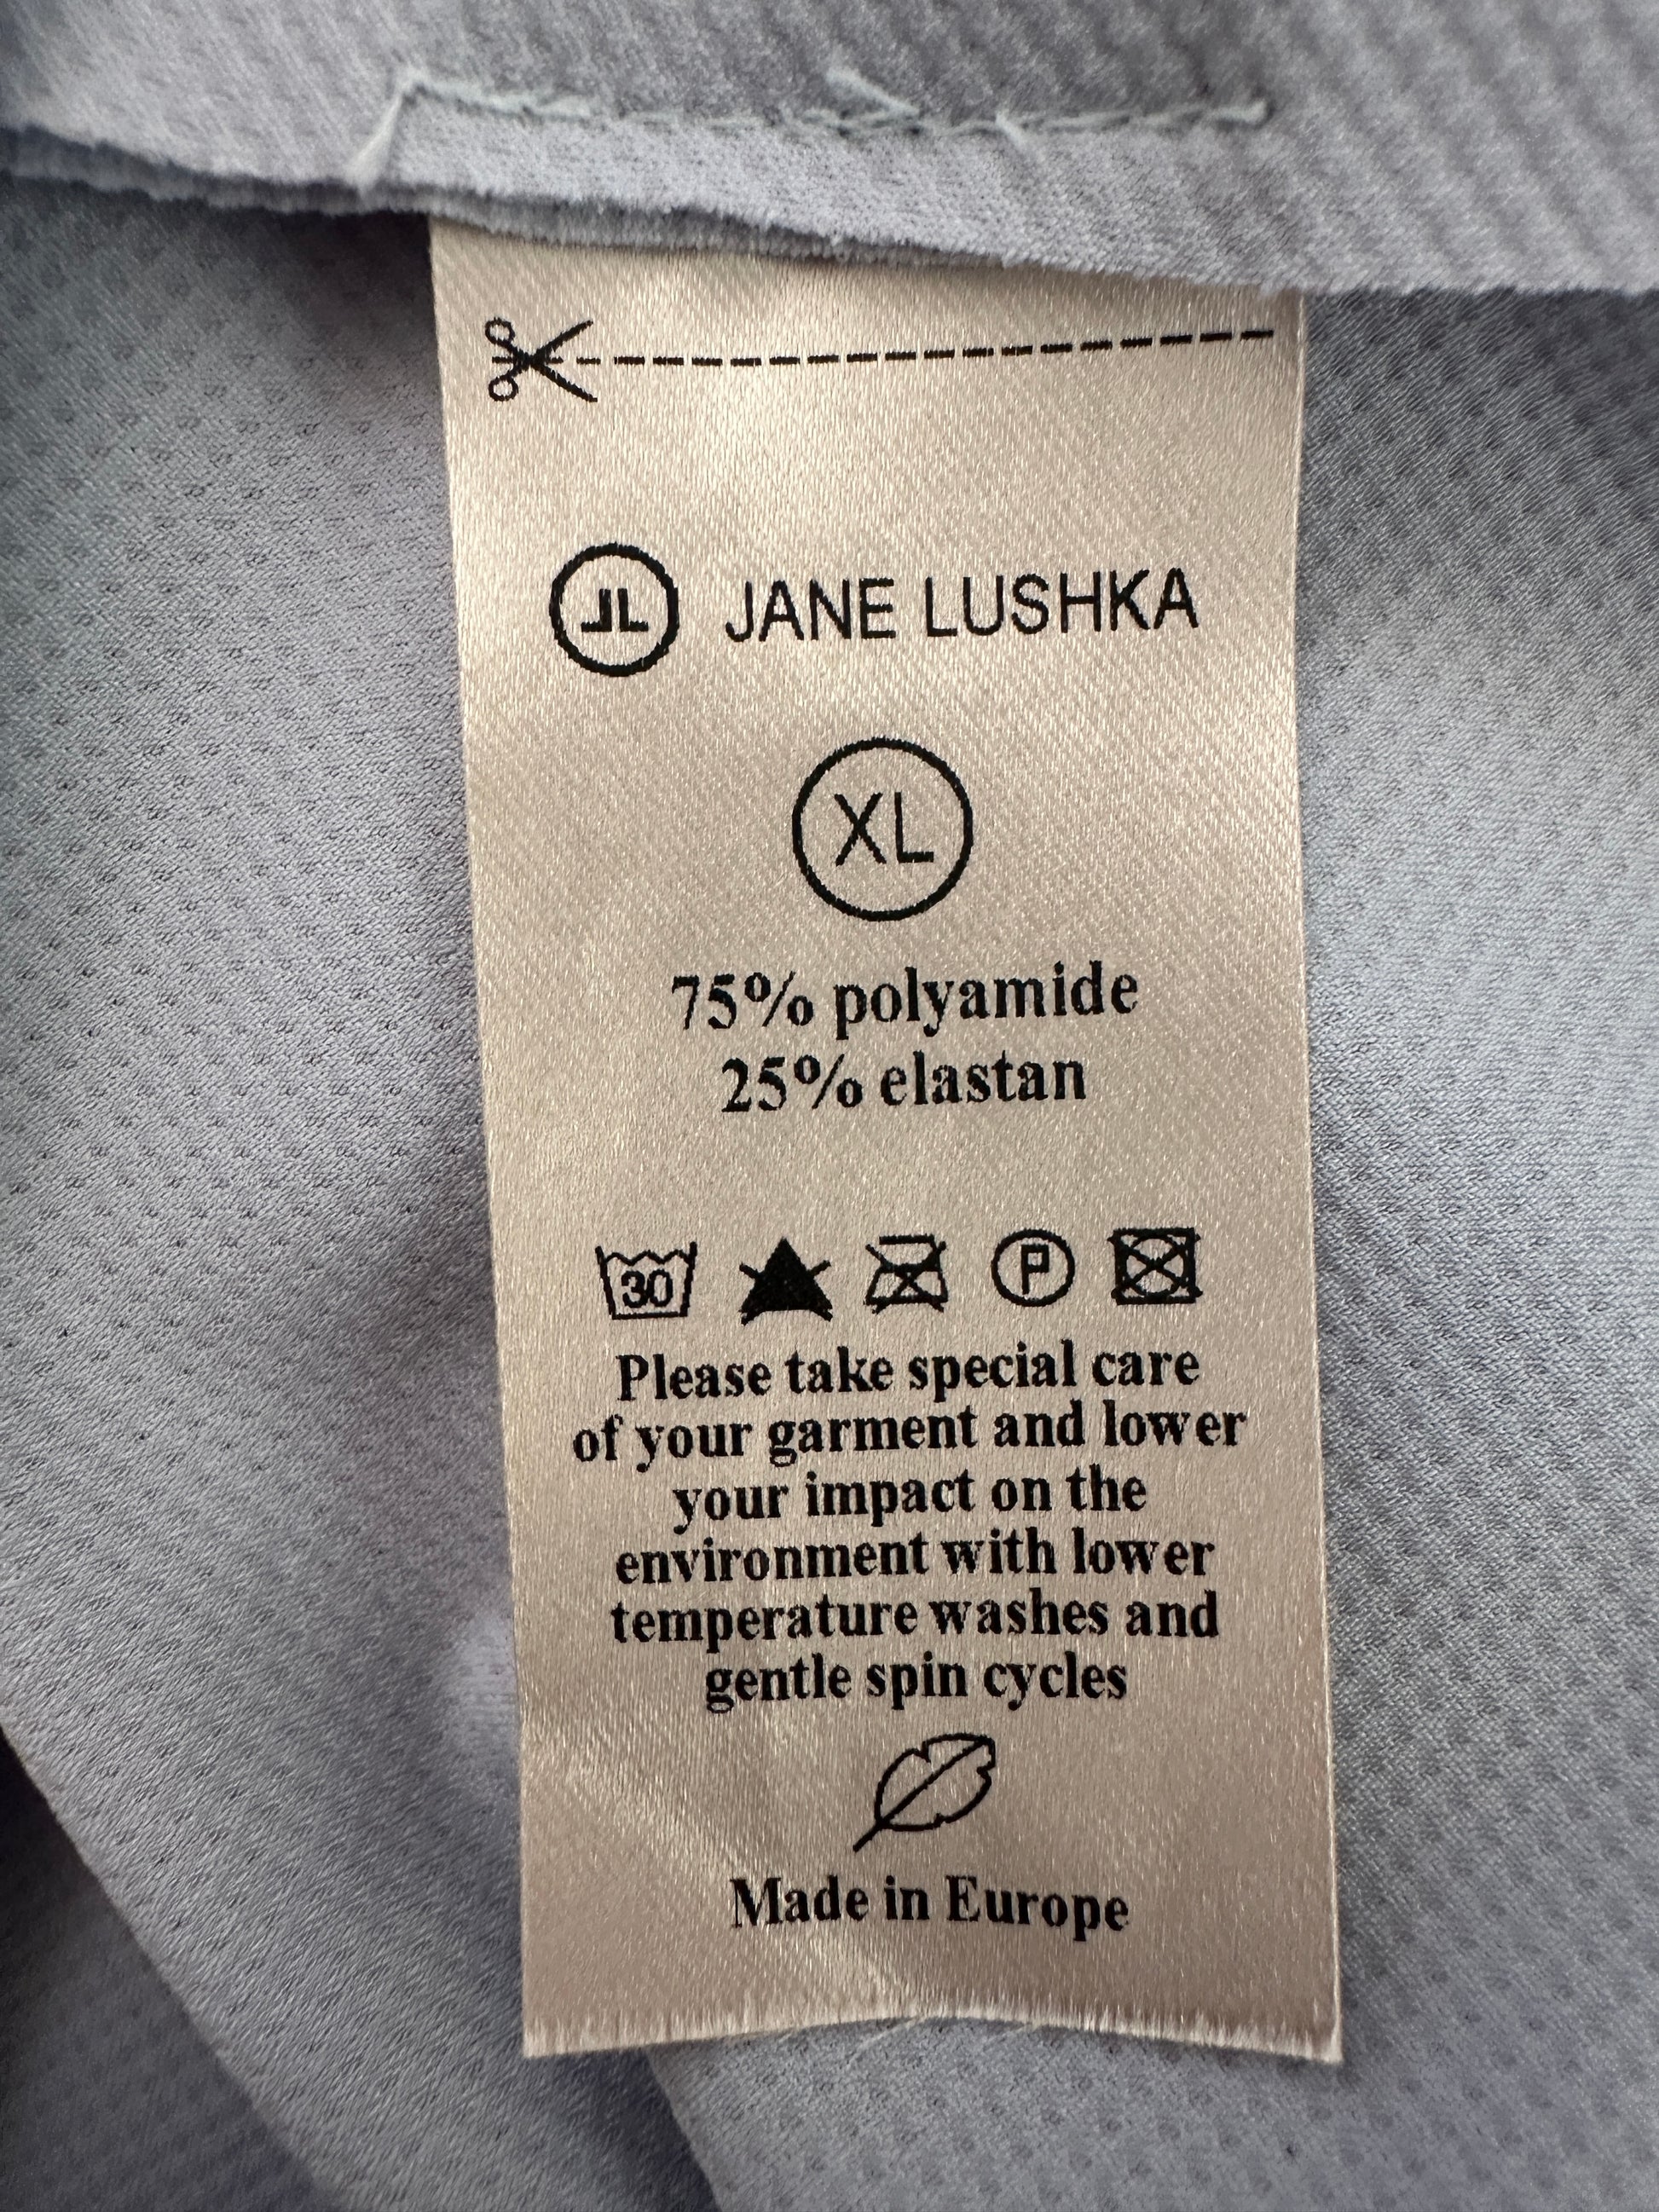 JL JANE LUSHKA
XL
75% polyamide
25% elastan
30 P
Please take special care
of your garment and lower
your impact on the
environment with lower
temperature washes and
gentle spin cycles
Made in Europe